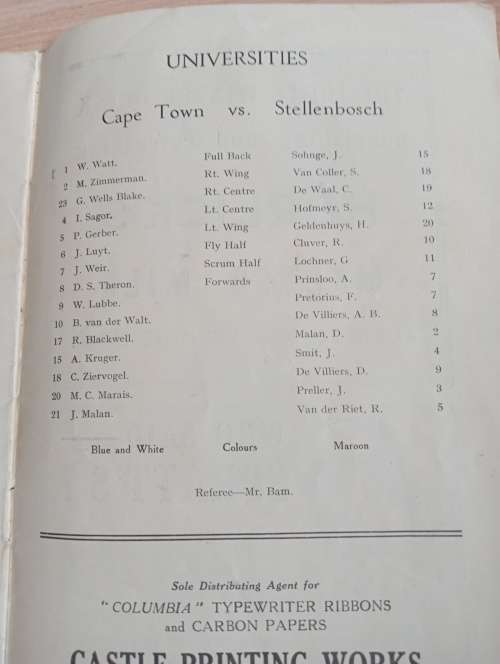 UNIVERSITIES
Cape Town vs. Stellenbosch
1 W. Watt. Full Back Sohnge, J. 15
2 M. Zimmerman. Rt. Wing Van Coller, S. 18
23 G. Wells Blake. Rt. Centre De Waal, C. 19
4 I. Sagor. Lt. Centre Hofmeyr, S. 12
5 P. Gerber. Lt. Wing Geldenhuys, H. 20
6 J. Luyt. Fly Half Cluver, R. 10
7 J. Weir. Scrum Half Lochner, G 11
8 D. S. Theron. Forwards Prinsloo, A. 7
9 W. Lubbe. Pretorius, F. 7
10 B. van der Walt. De Villiers, A. B. 8
17 R. Blackwell. Malan, D. 2
15 A. Kruger. Smit, J. 4
18 C. Ziervogel. De Villiers, D. 9
20 M. C. Marais. Preller, J. 3
21 J. Malan. Van der Riet, R. 5
Blue and White Colours Maroon
Referee—Mr. Bam.
Sole Distributing Agent for
"COLUMBIA" TYPEWRITER RIBBONS
and CARBON PAPERS
CASTLE PRINTING WORKS